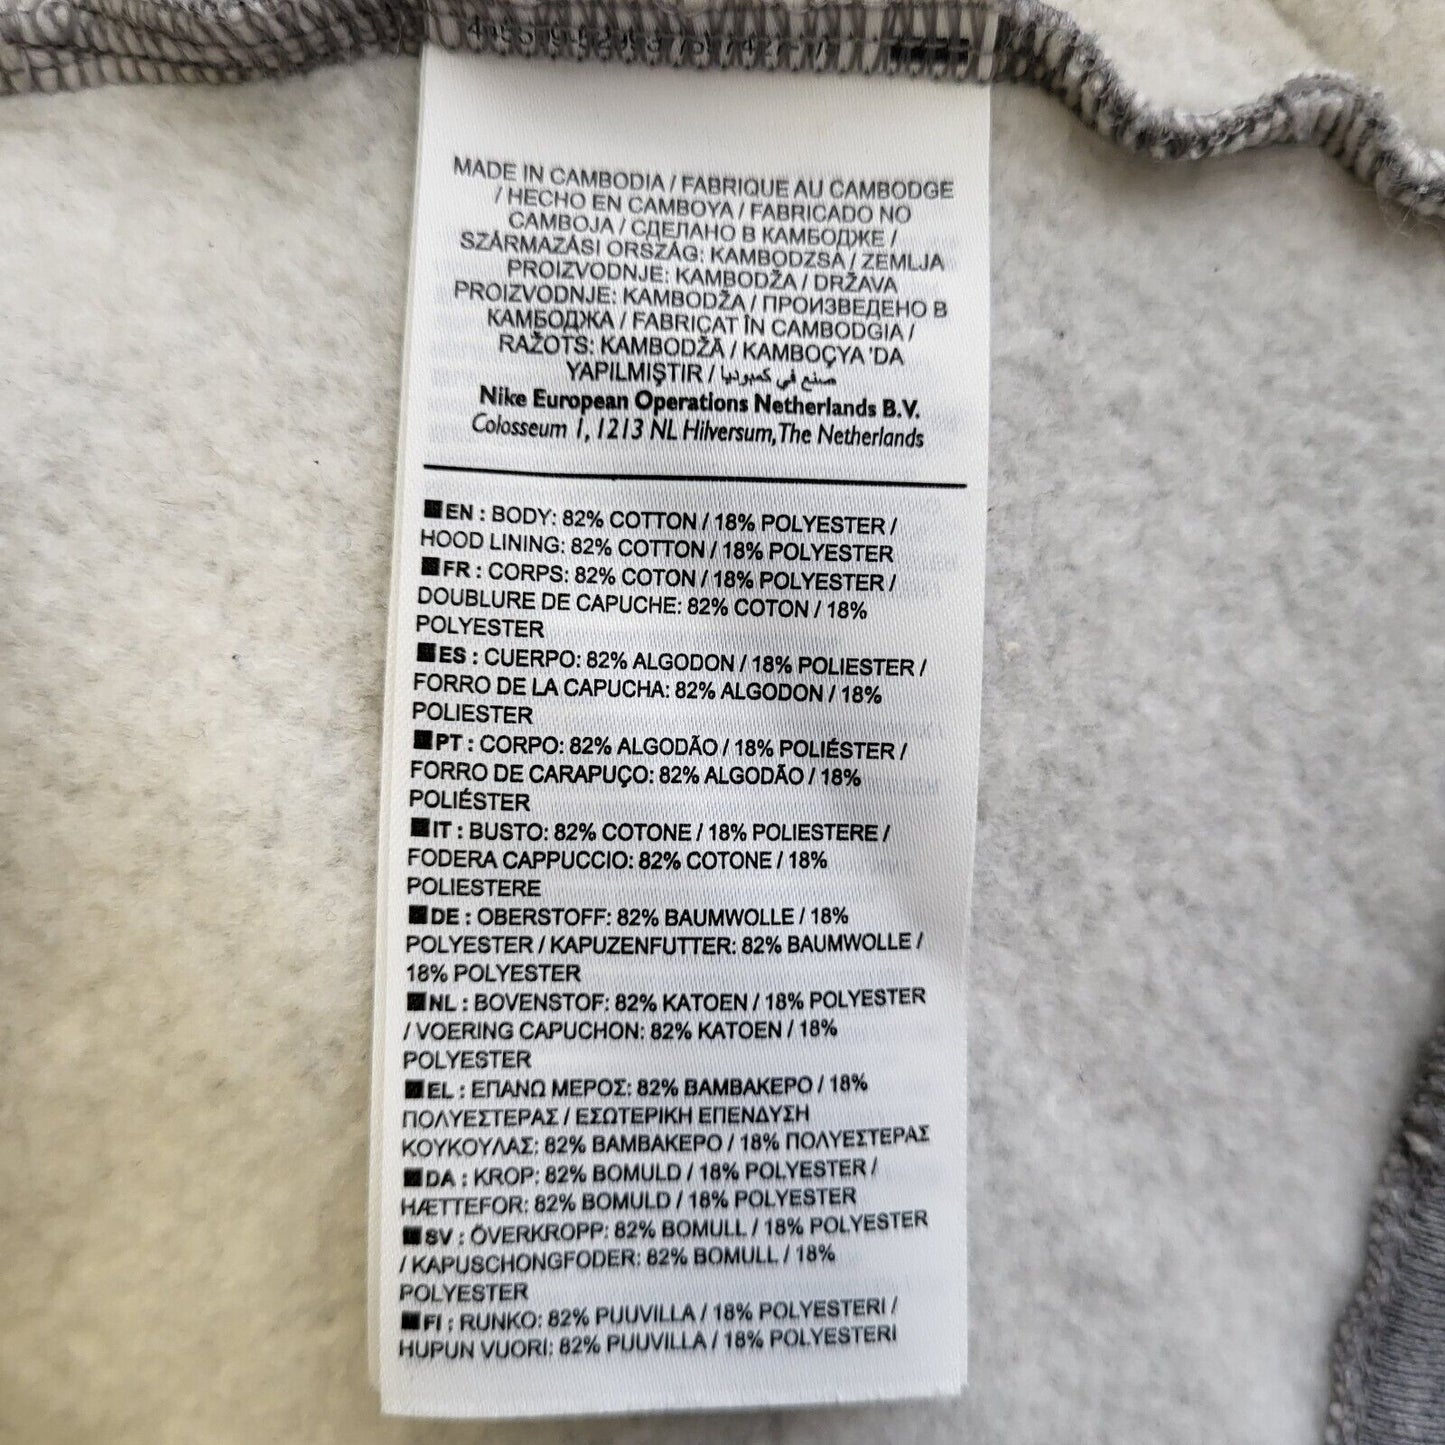 MADE IN CAMBODIA / FABRIQUE AU CAMBODGE
/ HECHO EN CAMBOYA / FABRICADO NO
CAMBOJA / СДЕЛАНО В КАМБОДЖЕ /
SZÁRMAZÁSI ORSZÁG: KAMBODZSA / ZEMLJA
PROIZVODNJE: KAMBODŽA / DRŽAVA
PROIZVODNJE: KAMBODŽA / ПРОИЗВЕДЕНО В
КАМБОДЖА / FABRICAT ÎN CAMBODGIA /
RAŽOTS: KAMBODŽĀ / KAMBOÇYA 'DA
YAPILMIŞTIR / صنع في كمبوديا
Nike European Operations Netherlands B.V.
Colosseum 1, 1213 NL Hilversum, The Netherlands
EN : BODY: 82% COTTON / 18% POLYESTER /
HOOD LINING: 82% COTTON / 18% POLYESTER
FR : CORPS: 82% COTON / 18% POLYESTER /
DOUBLURE DE CAPUCHE: 82% COTON / 18%
POLYESTER
ES : CUERPO: 82% ALGODON / 18% POLIESTER /
FORRO DE LA CAPUCHA: 82% ALGODON / 18%
POLIESTER
PT : CORPO: 82% ALGODÃO / 18% POLIÉSTER /
FORRO DE CARAPUÇO: 82% ALGODÃO / 18%
POLIÉSTER
IT : BUSTO: 82% COTONE / 18% POLIESTERE /
FODERA CAPPUCCIO: 82% COTONE / 18%
POLIESTERE
DE : OBERSTOFF: 82% BAUMWOLLE / 18%
POLYESTER / KAPUZENFUTTER: 82% BAUMWOLLE /
18% POLYESTER
NL : BOVENSTOF: 82% KATOEN / 18% POLYESTER
/ VOERING CAPUCHON: 82% KATOEN / 18%
POLYESTER
EL : ΕΠΑΝΩ ΜΕΡΟΣ: 82% ΒΑΜΒΑΚΕΡΟ / 18%
ΠΟΛΥΕΣΤΕΡΑΣ / ΕΣΩΤΕΡΙΚΗ ΕΠΕΝΔΥΣΗ
ΚΟΥΚΟΥΛΑΣ: 82% ΒΑΜΒΑΚΕΡΟ / 18% ΠΟΛΥΕΣΤΕΡΑΣ
DA : KROP: 82% BOMULD / 18% POLYESTER /
HÆTTEFOR: 82% BOMULD / 18% POLYESTER
SV : ÖVERKROPP: 82% BOMULL / 18% POLYESTER
/ KAPUSCHONGFODER: 82% BOMULL / 18%
POLYESTER
FI : RUNKO: 82% PUUVILLA / 18% POLYESTERI /
HUPUN VUORI: 82% PUUVILLA / 18% POLYESTERI